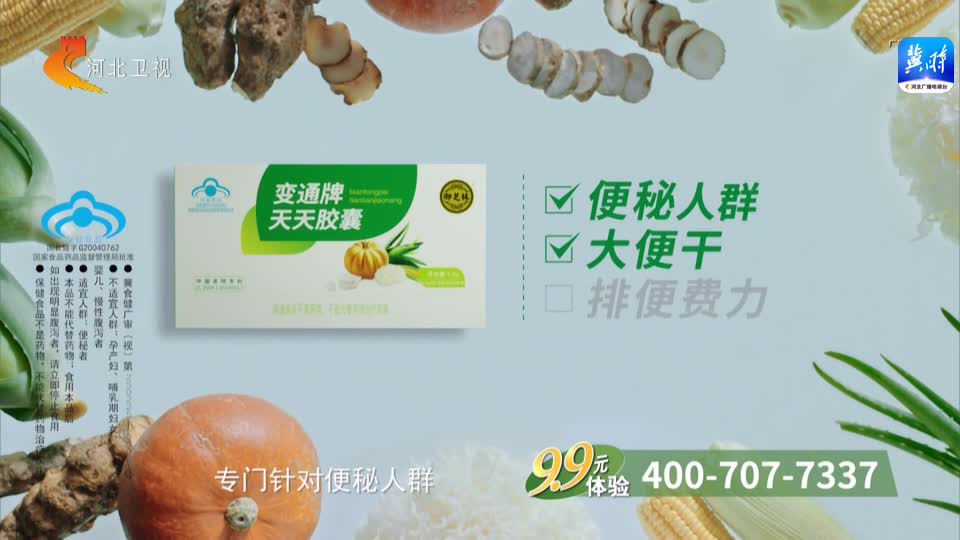 河北卫视
冀时
河北广播电视台
变通牌
天天胶囊
biantongpai
tiantianjiaonang
御芝林
便秘人群
大便干
排便费力
国食健字G20040762
国家食品药品监督管理局批准
●冀食健广审(视)第
●不适宜人群:孕产妇、哺乳期妇女
婴儿、慢性腹泻者
●适宜人群:便秘者
●本品不能代替药物;食用本品后
如出现明显腹泻者,请立即停止食用
●保健食品不是药物,不能代替药物治疗
专门针对便秘人群
9.9元体验
400-707-7337